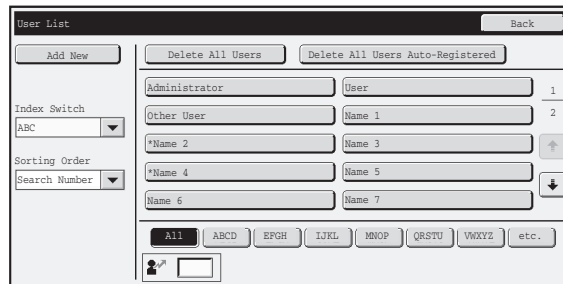 User List
Back
Add New
Delete All Users
Delete All Users Auto-Registered
Administrator
User
1
Index Switch
ABC
Other User
Name 1
2
*Name 2
Name 3
Sorting Order
Search Number
*Name 4
Name 5
Name 6
Name 7
All
ABCD
EFGH
IJKL
MNOP
QRSTU
VWXYZ
etc.